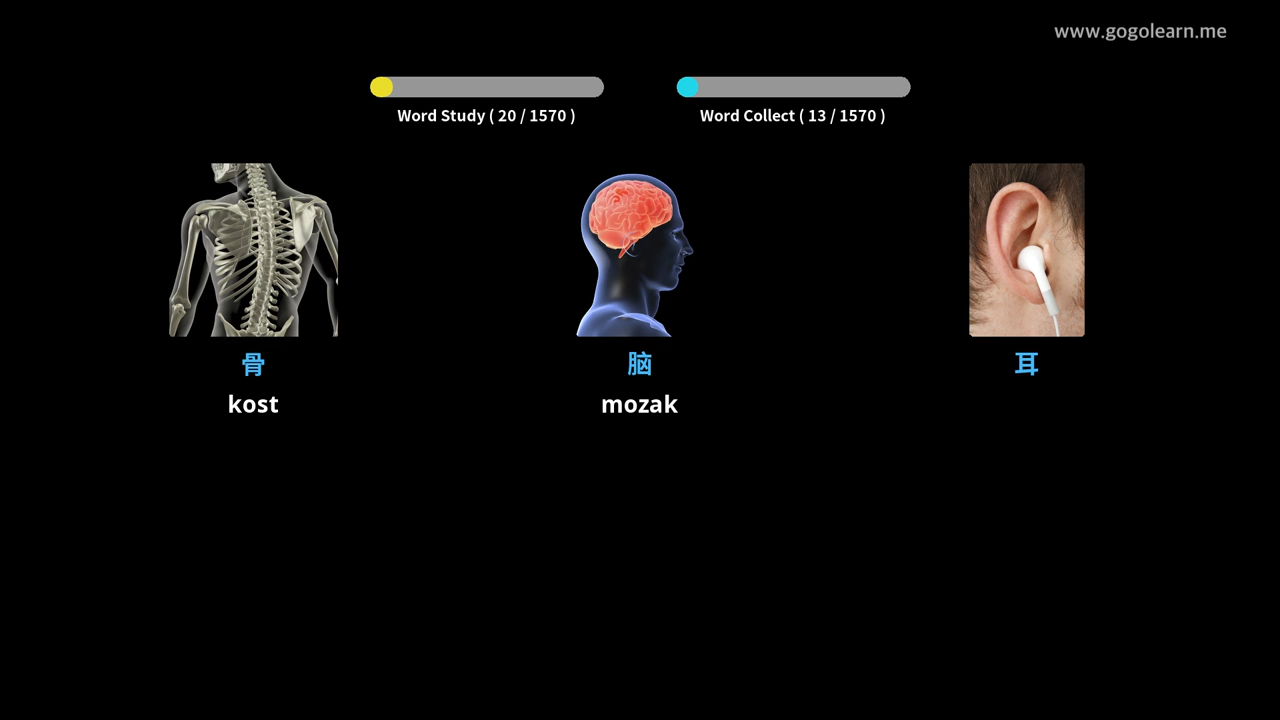 www.gogolearn.me
Word Study ( 20 / 1570 )
Word Collect ( 13 / 1570 )
骨
脑
耳
kost
mozak